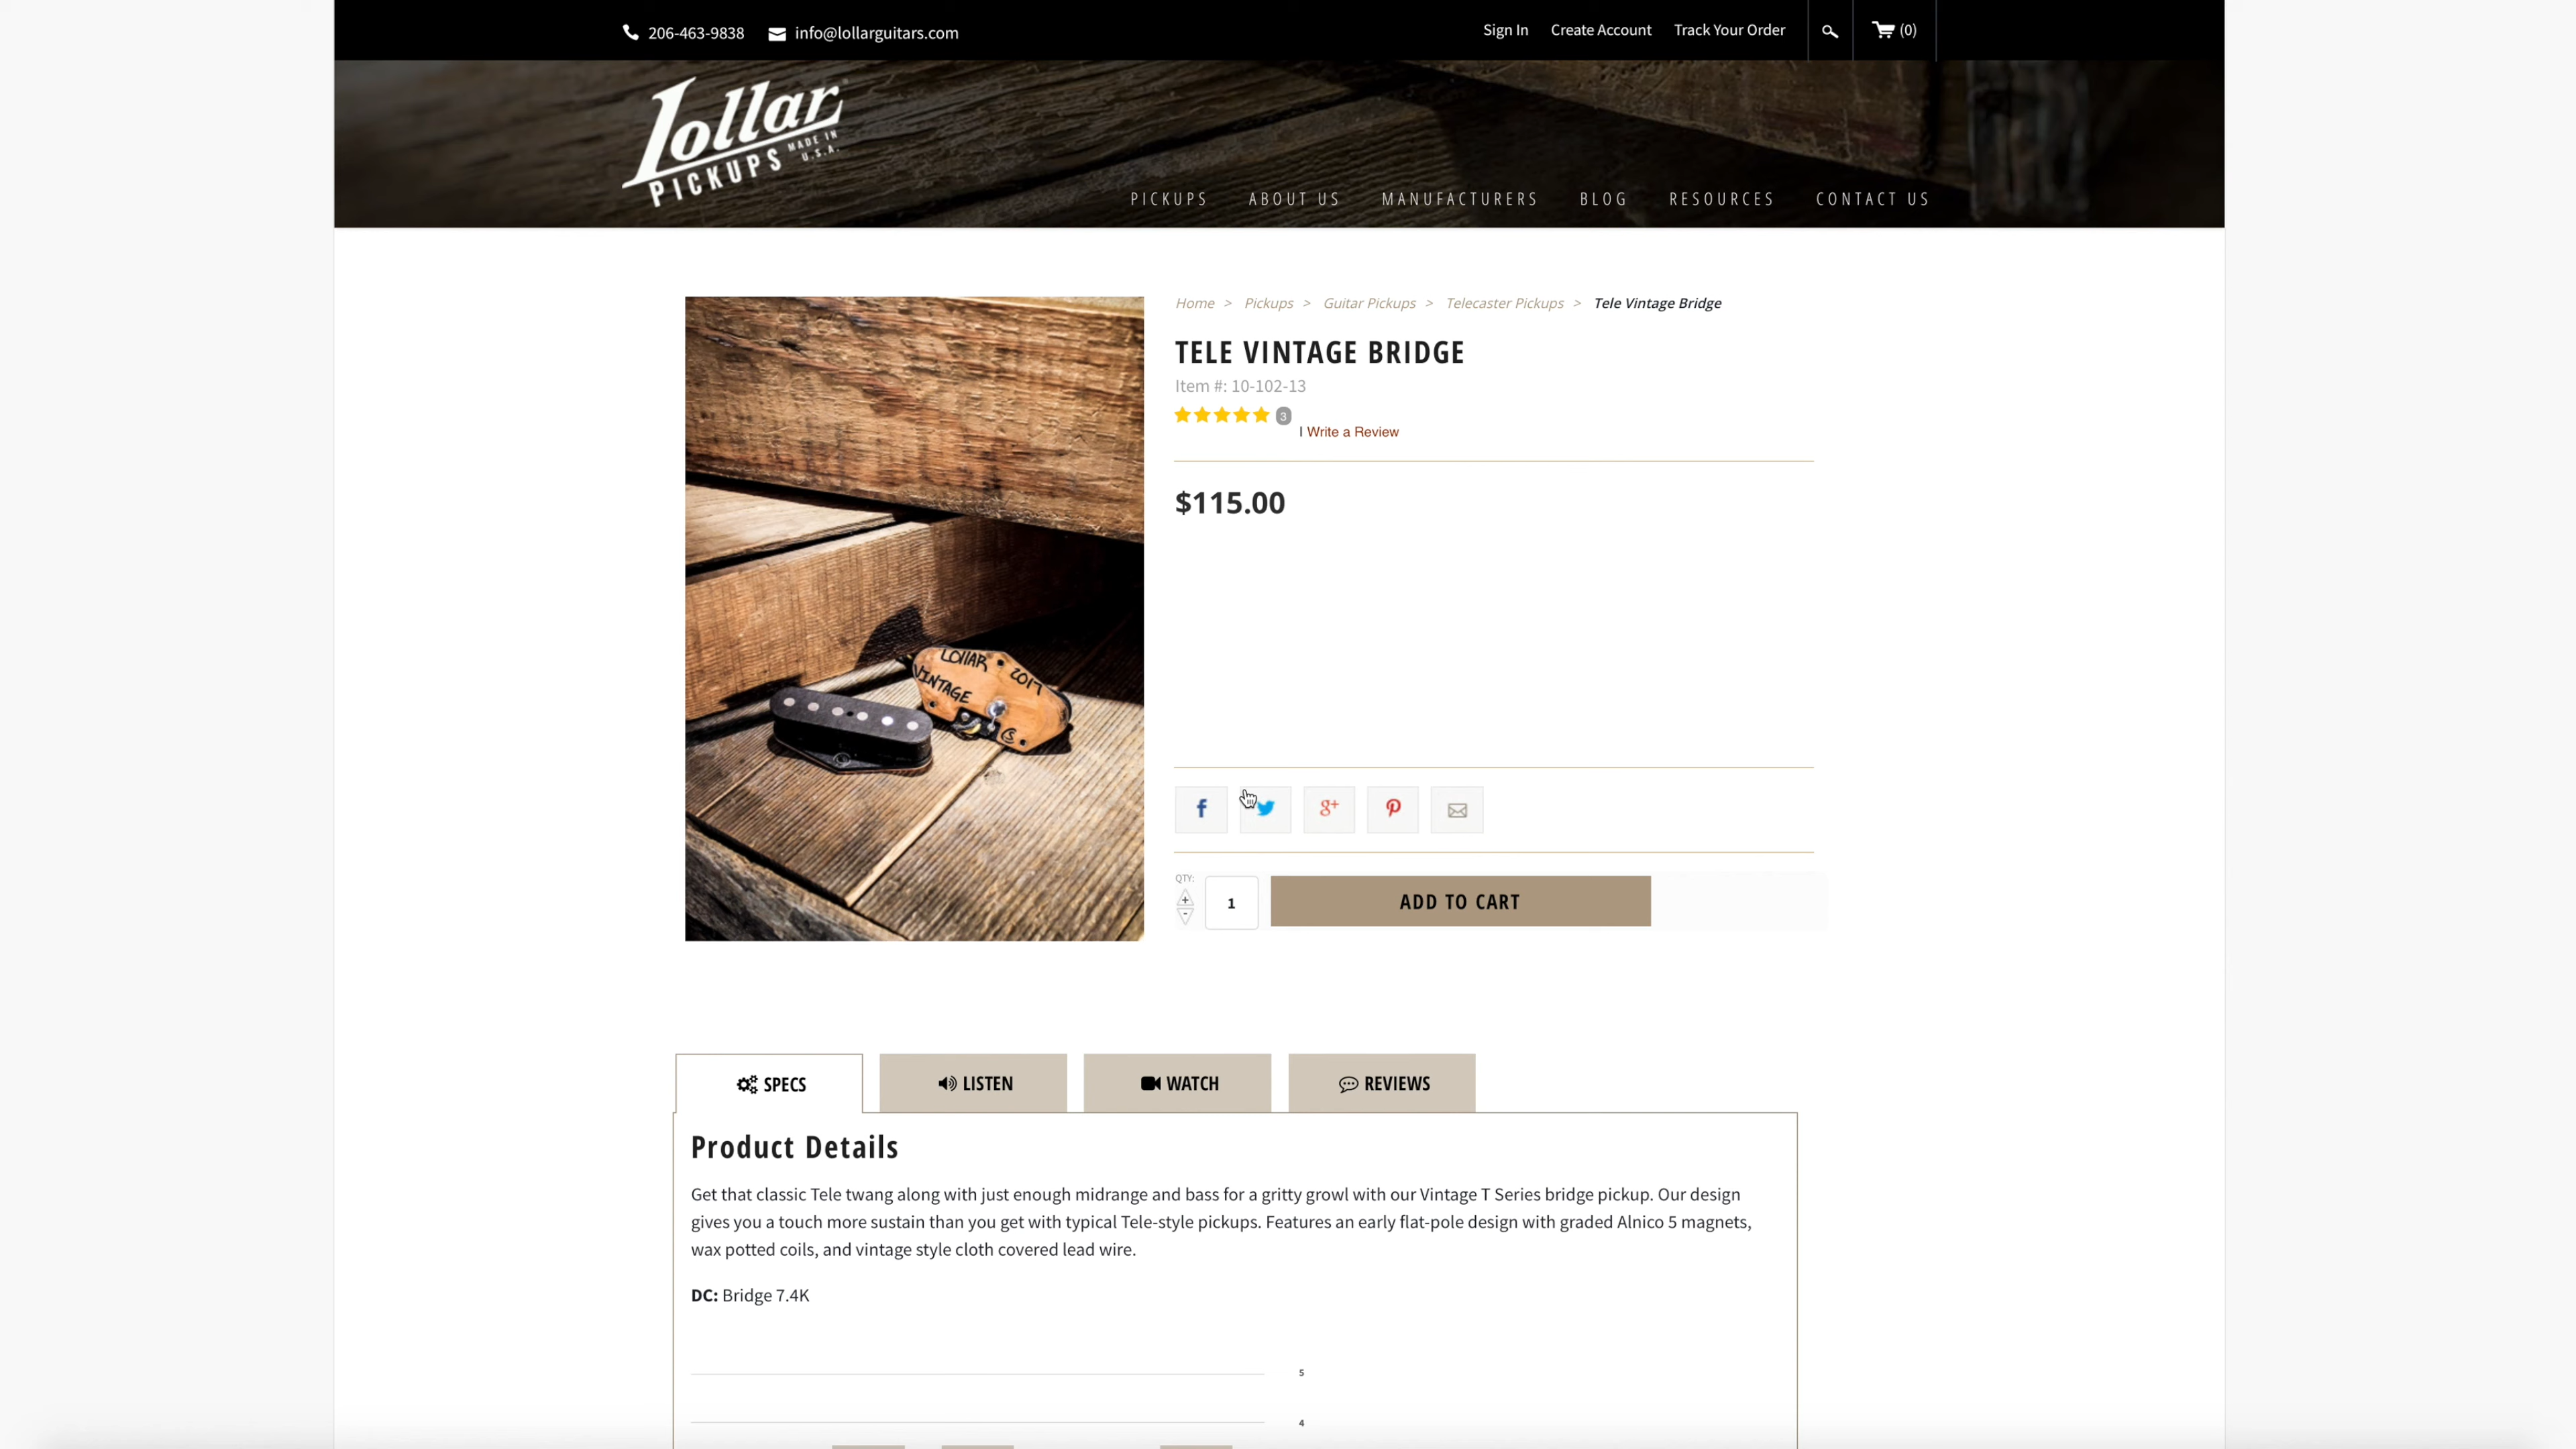 206-463-9838 info@lollarguitars.com Sign In Create Account Track Your Order (0)
Lollar
PICKUPS
MADE IN
U.S.A.
PICKUPS ABOUT US MANUFACTURERS BLOG RESOURCES CONTACT US
Home > Pickups > Guitar Pickups > Telecaster Pickups > Tele Vintage Bridge
TELE VINTAGE BRIDGE
Item #: 10-102-13
3
| Write a Review
$115.00
LOllAR
VINTAGE
2017
f g+
QTY:
+
-
1
ADD TO CART
SPECS LISTEN WATCH REVIEWS
Product Details
Get that classic Tele twang along with just enough midrange and bass for a gritty growl with our Vintage T Series bridge pickup. Our design
gives you a touch more sustain than you get with typical Tele-style pickups. Features an early flat-pole design with graded Alnico 5 magnets,
wax potted coils, and vintage style cloth covered lead wire.
DC: Bridge 7.4K
5
4